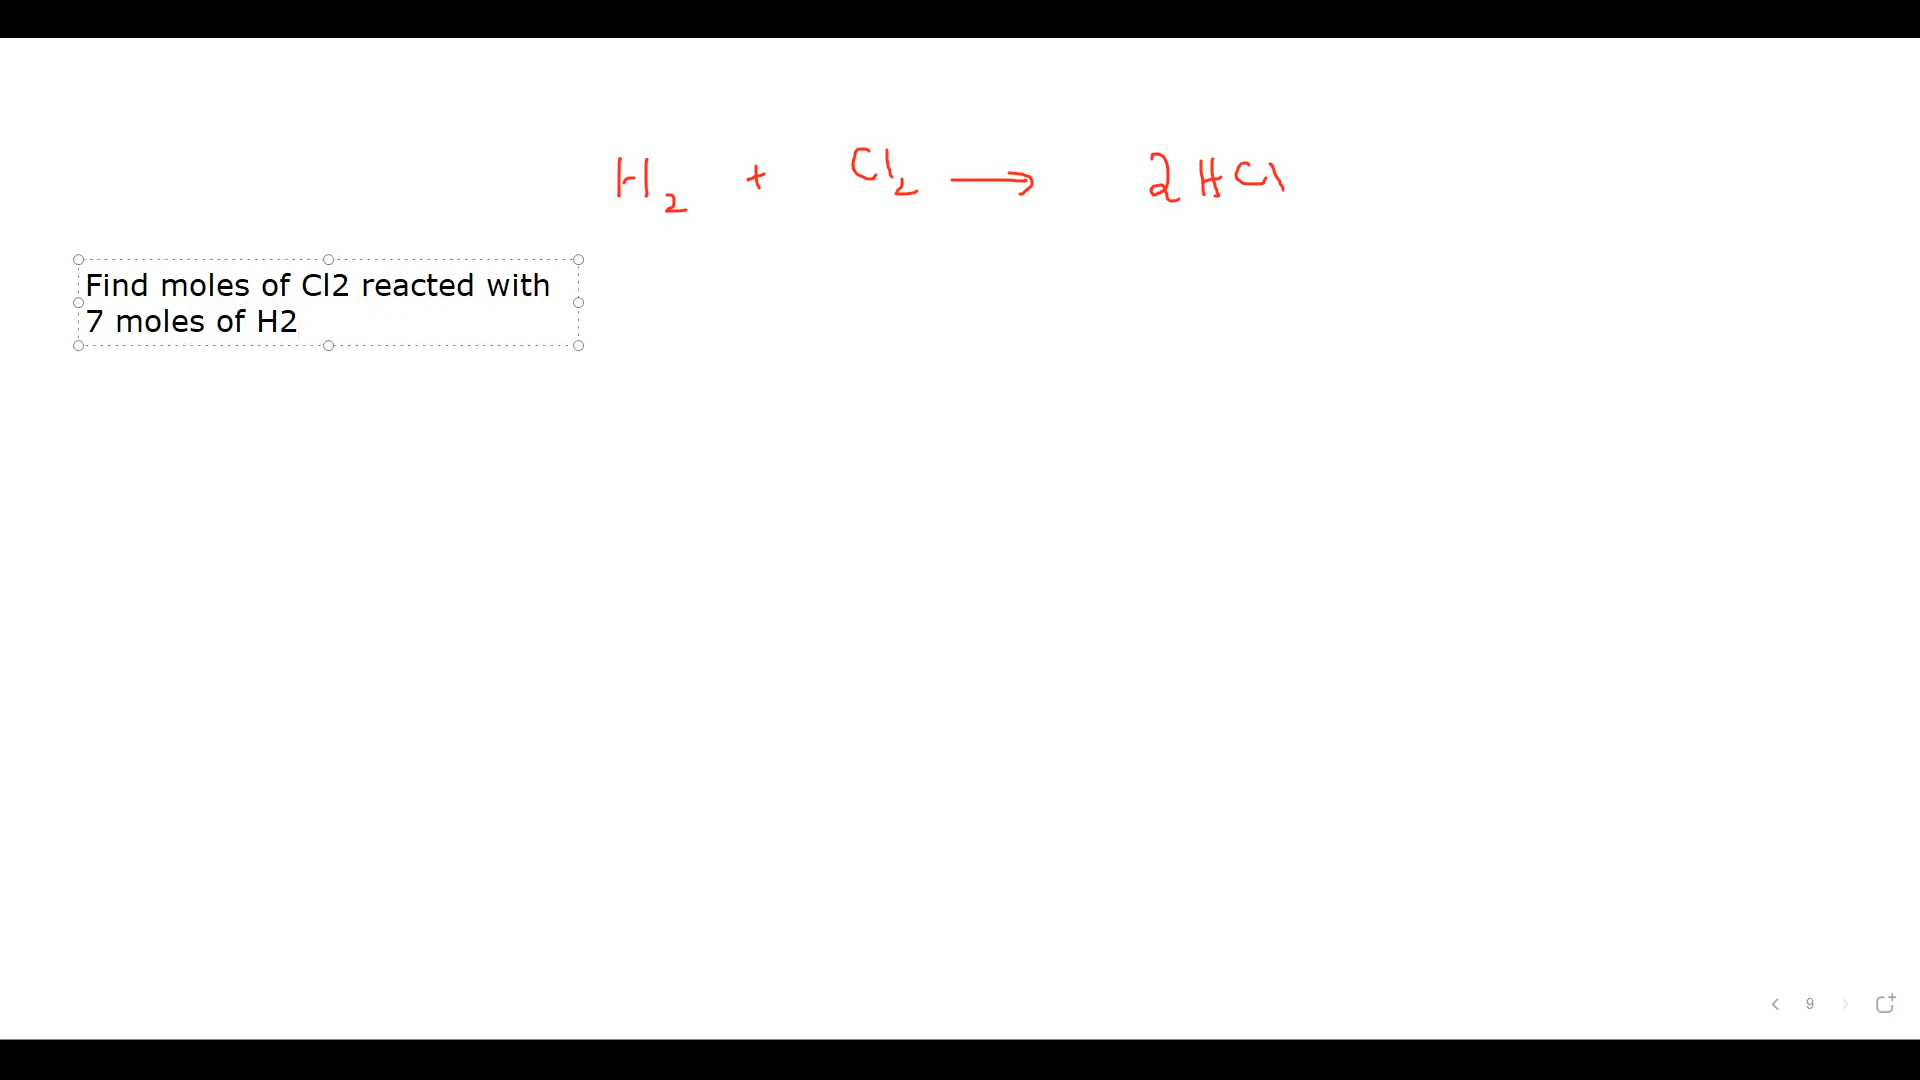 H₂ + Cl₂ ⟶ 2HCl
Find moles of Cl2 reacted with
7 moles of H2
9